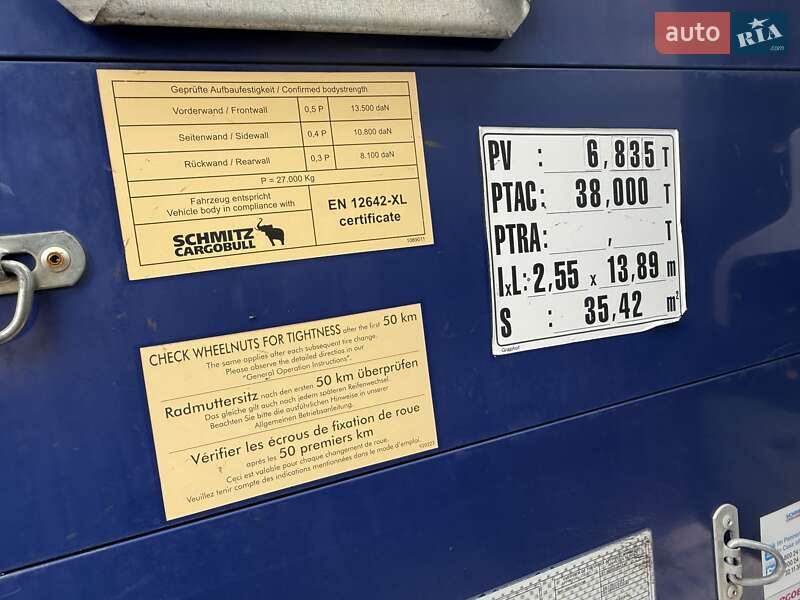 auto RIA
.com
Geprüfte Aufbaufestigkeit / Confirmed bodystrength
Vorderwand / Frontwall 0,5 P 13.500 daN
Seitenwand / Sidewall 0,4 P 10.800 daN
Rückwand / Rearwall 0,3 P 8.100 daN
P = 27.000 Kg
Fahrzeug entspricht
Vehicle body in compliance with
EN 12642-XL
certificate
SCHMITZ
CARGOBULL
PV : 6,835 T
PTAC: 38,000 T
PTRA: , T
IxL: 2,55 x 13,89 m
S : 35,42 m²
CHECK WHEELNUTS FOR TIGHTNESS after the first 50 km
The same applies after each subsequent tire change.
Please observe the detailed directios in our
"General Operation Instructions".
Radmuttersitz nach den ersten 50 km überprüfen
Das gleiche gilt auch nach jedem späteren Reifenwechsel.
Beachten Sie bitte die ausführlichen Hinweise in unserer
Allgemeinen Betriebsanleitung.
Vérifier les écrous de fixation de roue
après les 50 premiers km
Ceci est valable pour chaque changement de roue.
Veuillez tenir compte des indications mentionnées dans le mode d'emploi.